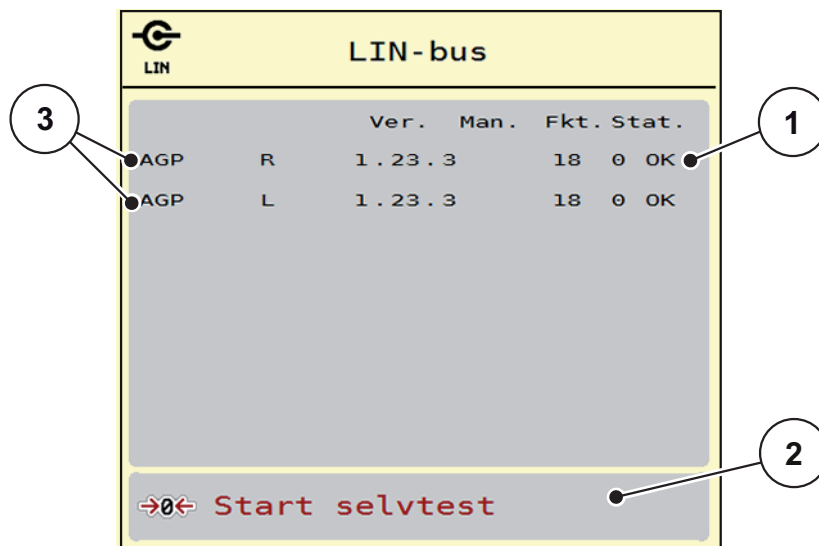 LIN
LIN-bus
Ver. Man. Fkt. Stat.
3
1
AGP R 1.23.3 18 0 OK
AGP L 1.23.3 18 0 OK
2
→0← Start selvtest